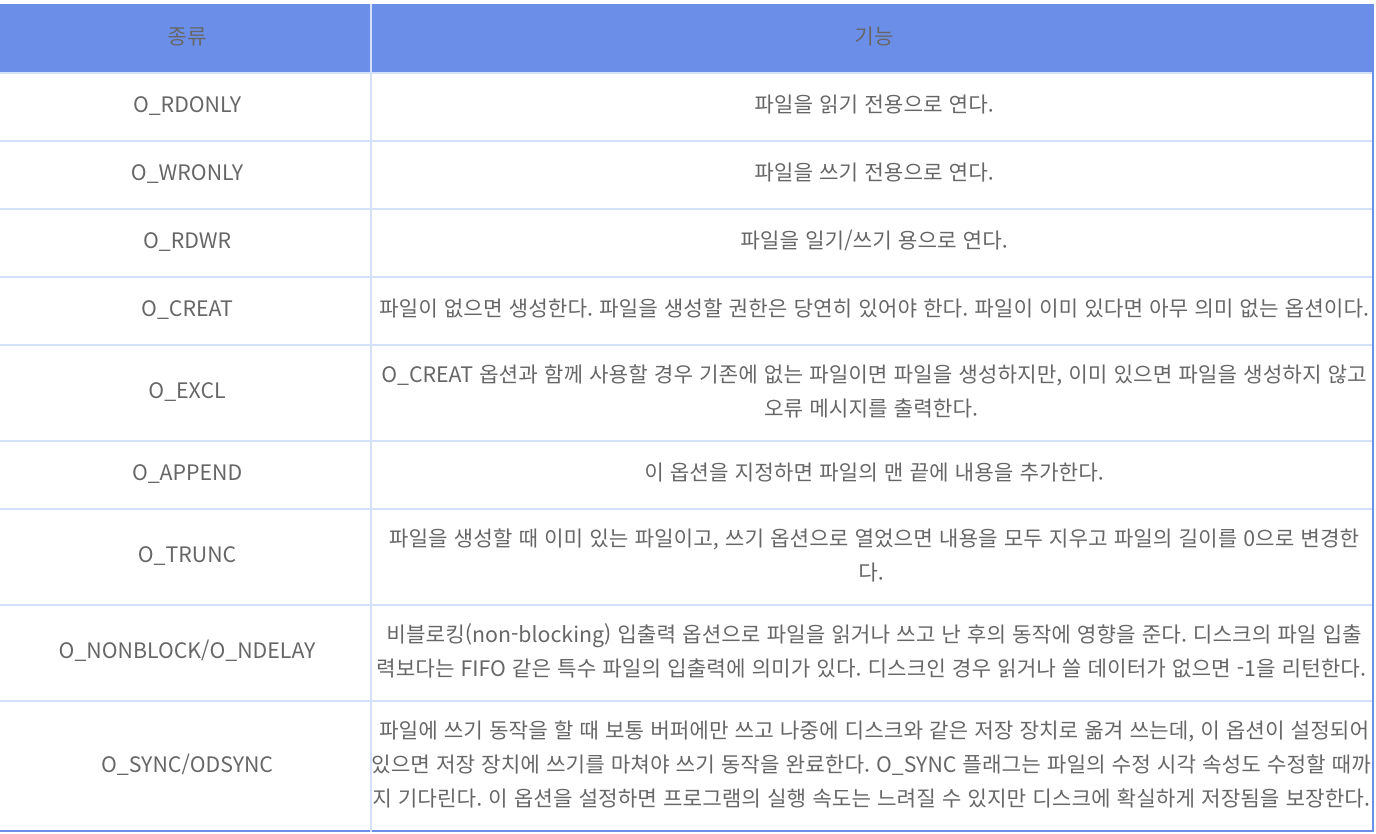 종류
기능
O_RDONLY
파일을 읽기 전용으로 연다.
O_WRONLY
파일을 쓰기 전용으로 연다.
O_RDWR
파일을 일기/쓰기 용으로 연다.
O_CREAT
파일이 없으면 생성한다. 파일을 생성할 권한은 당연히 있어야 한다. 파일이 이미 있다면 아무 의미 없는 옵션이다.
O_EXCL
O_CREAT 옵션과 함께 사용할 경우 기존에 없는 파일이면 파일을 생성하지만, 이미 있으면 파일을 생성하지 않고
오류 메시지를 출력한다.
O_APPEND
이 옵션을 지정하면 파일의 맨 끝에 내용을 추가한다.
O_TRUNC
파일을 생성할 때 이미 있는 파일이고, 쓰기 옵션으로 열었으면 내용을 모두 지우고 파일의 길이를 0으로 변경한
다.
O_NONBLOCK/O_NDELAY
비블로킹(non-blocking) 입출력 옵션으로 파일을 읽거나 쓰고 난 후의 동작에 영향을 준다. 디스크의 파일 입출
력보다는 FIFO 같은 특수 파일의 입출력에 의미가 있다. 디스크인 경우 읽거나 쓸 데이터가 없으면 -1을 리턴한다.
O_SYNC/ODSYNC
파일에 쓰기 동작을 할 때 보통 버퍼에만 쓰고 나중에 디스크와 같은 저장 장치로 옮겨 쓰는데, 이 옵션이 설정되어
있으면 저장 장치에 쓰기를 마쳐야 쓰기 동작을 완료한다. O_SYNC 플래그는 파일의 수정 시각 속성도 수정할 때까
지 기다린다. 이 옵션을 설정하면 프로그램의 실행 속도는 느려질 수 있지만 디스크에 확실하게 저장됨을 보장한다.